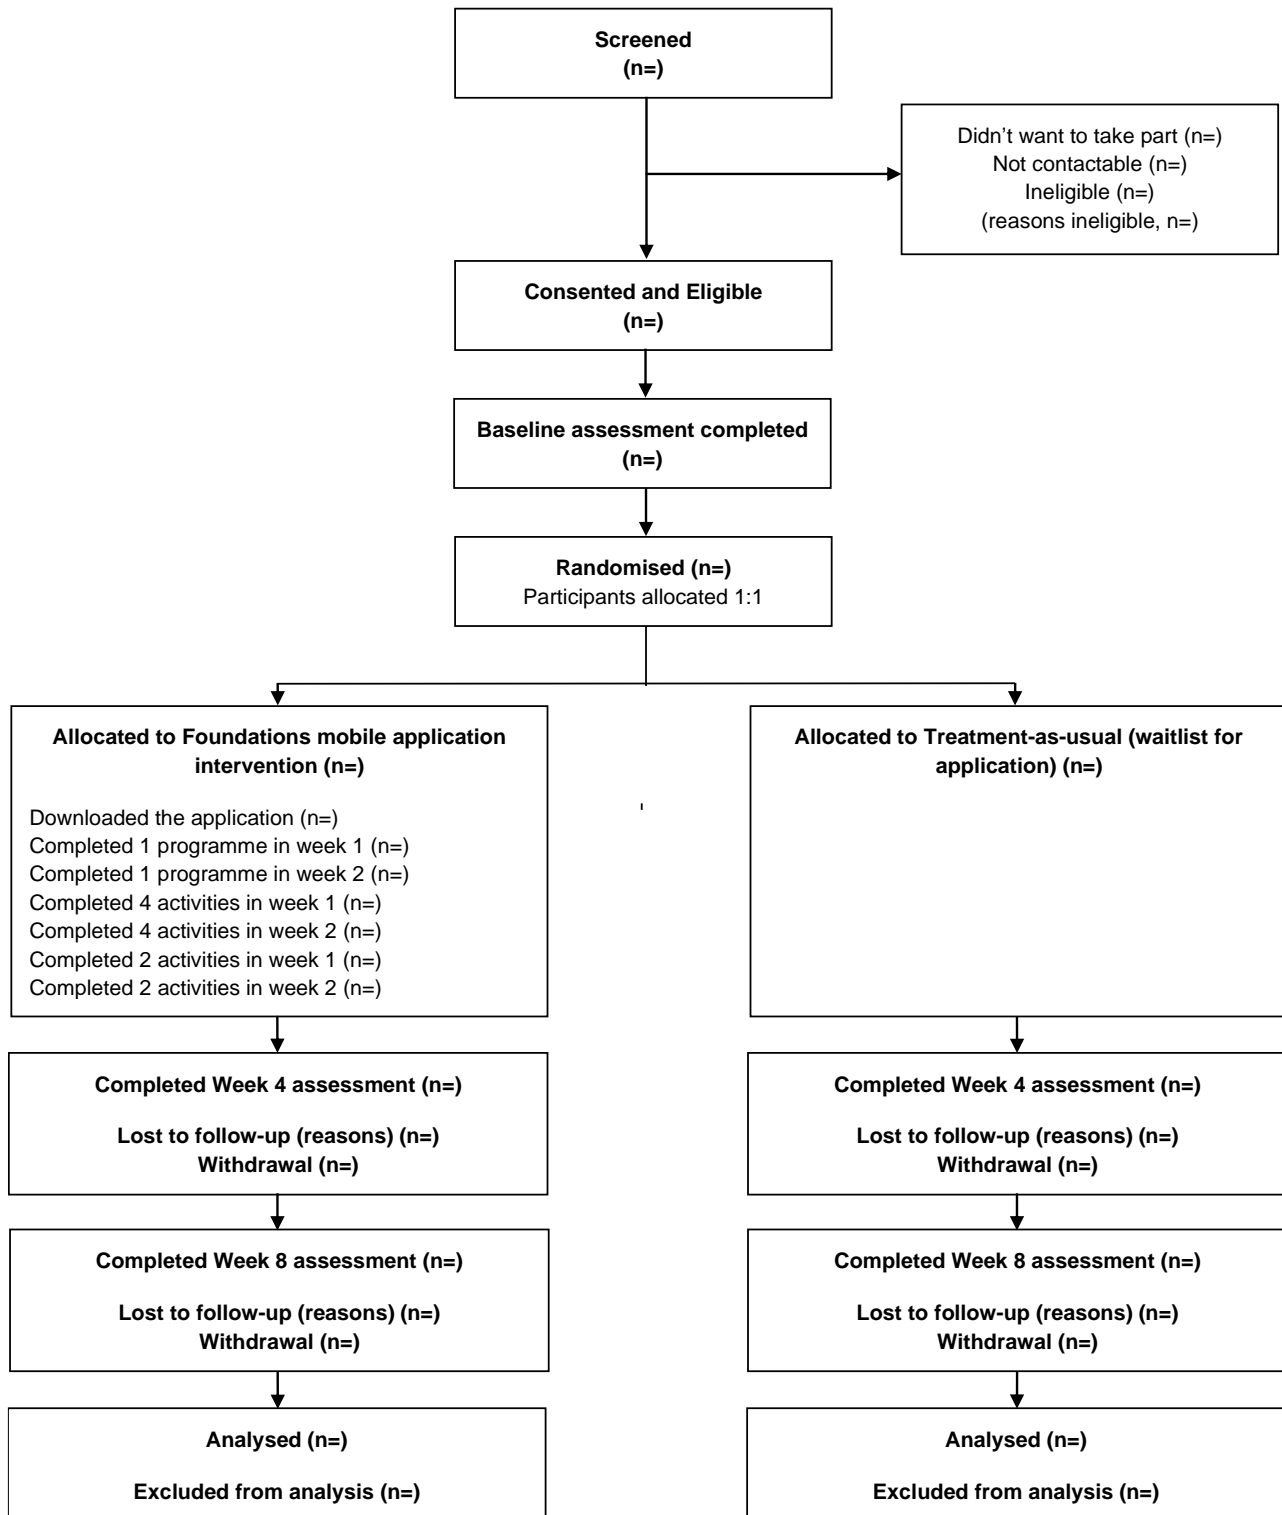 Screened
(n=)
Didn’t want to take part (n=)
Not contactable (n=)
Ineligible (n=)
(reasons ineligible, n=)
Consented and Eligible
(n=)
Baseline assessment completed
(n=)
Randomised (n=)
Participants allocated 1:1
Allocated to Foundations mobile application
intervention (n=)
Downloaded the application (n=)
Completed 1 programme in week 1 (n=)
Completed 1 programme in week 2 (n=)
Completed 4 activities in week 1 (n=)
Completed 4 activities in week 2 (n=)
Completed 2 activities in week 1 (n=)
Completed 2 activities in week 2 (n=)
Allocated to Treatment-as-usual (waitlist for
application) (n=)
Completed Week 4 assessment (n=)
Lost to follow-up (reasons) (n=)
Withdrawal (n=)
Completed Week 4 assessment (n=)
Lost to follow-up (reasons) (n=)
Withdrawal (n=)
Completed Week 8 assessment (n=)
Lost to follow-up (reasons) (n=)
Withdrawal (n=)
Completed Week 8 assessment (n=)
Lost to follow-up (reasons) (n=)
Withdrawal (n=)
Analysed (n=)
Excluded from analysis (n=)
Analysed (n=)
Excluded from analysis (n=)